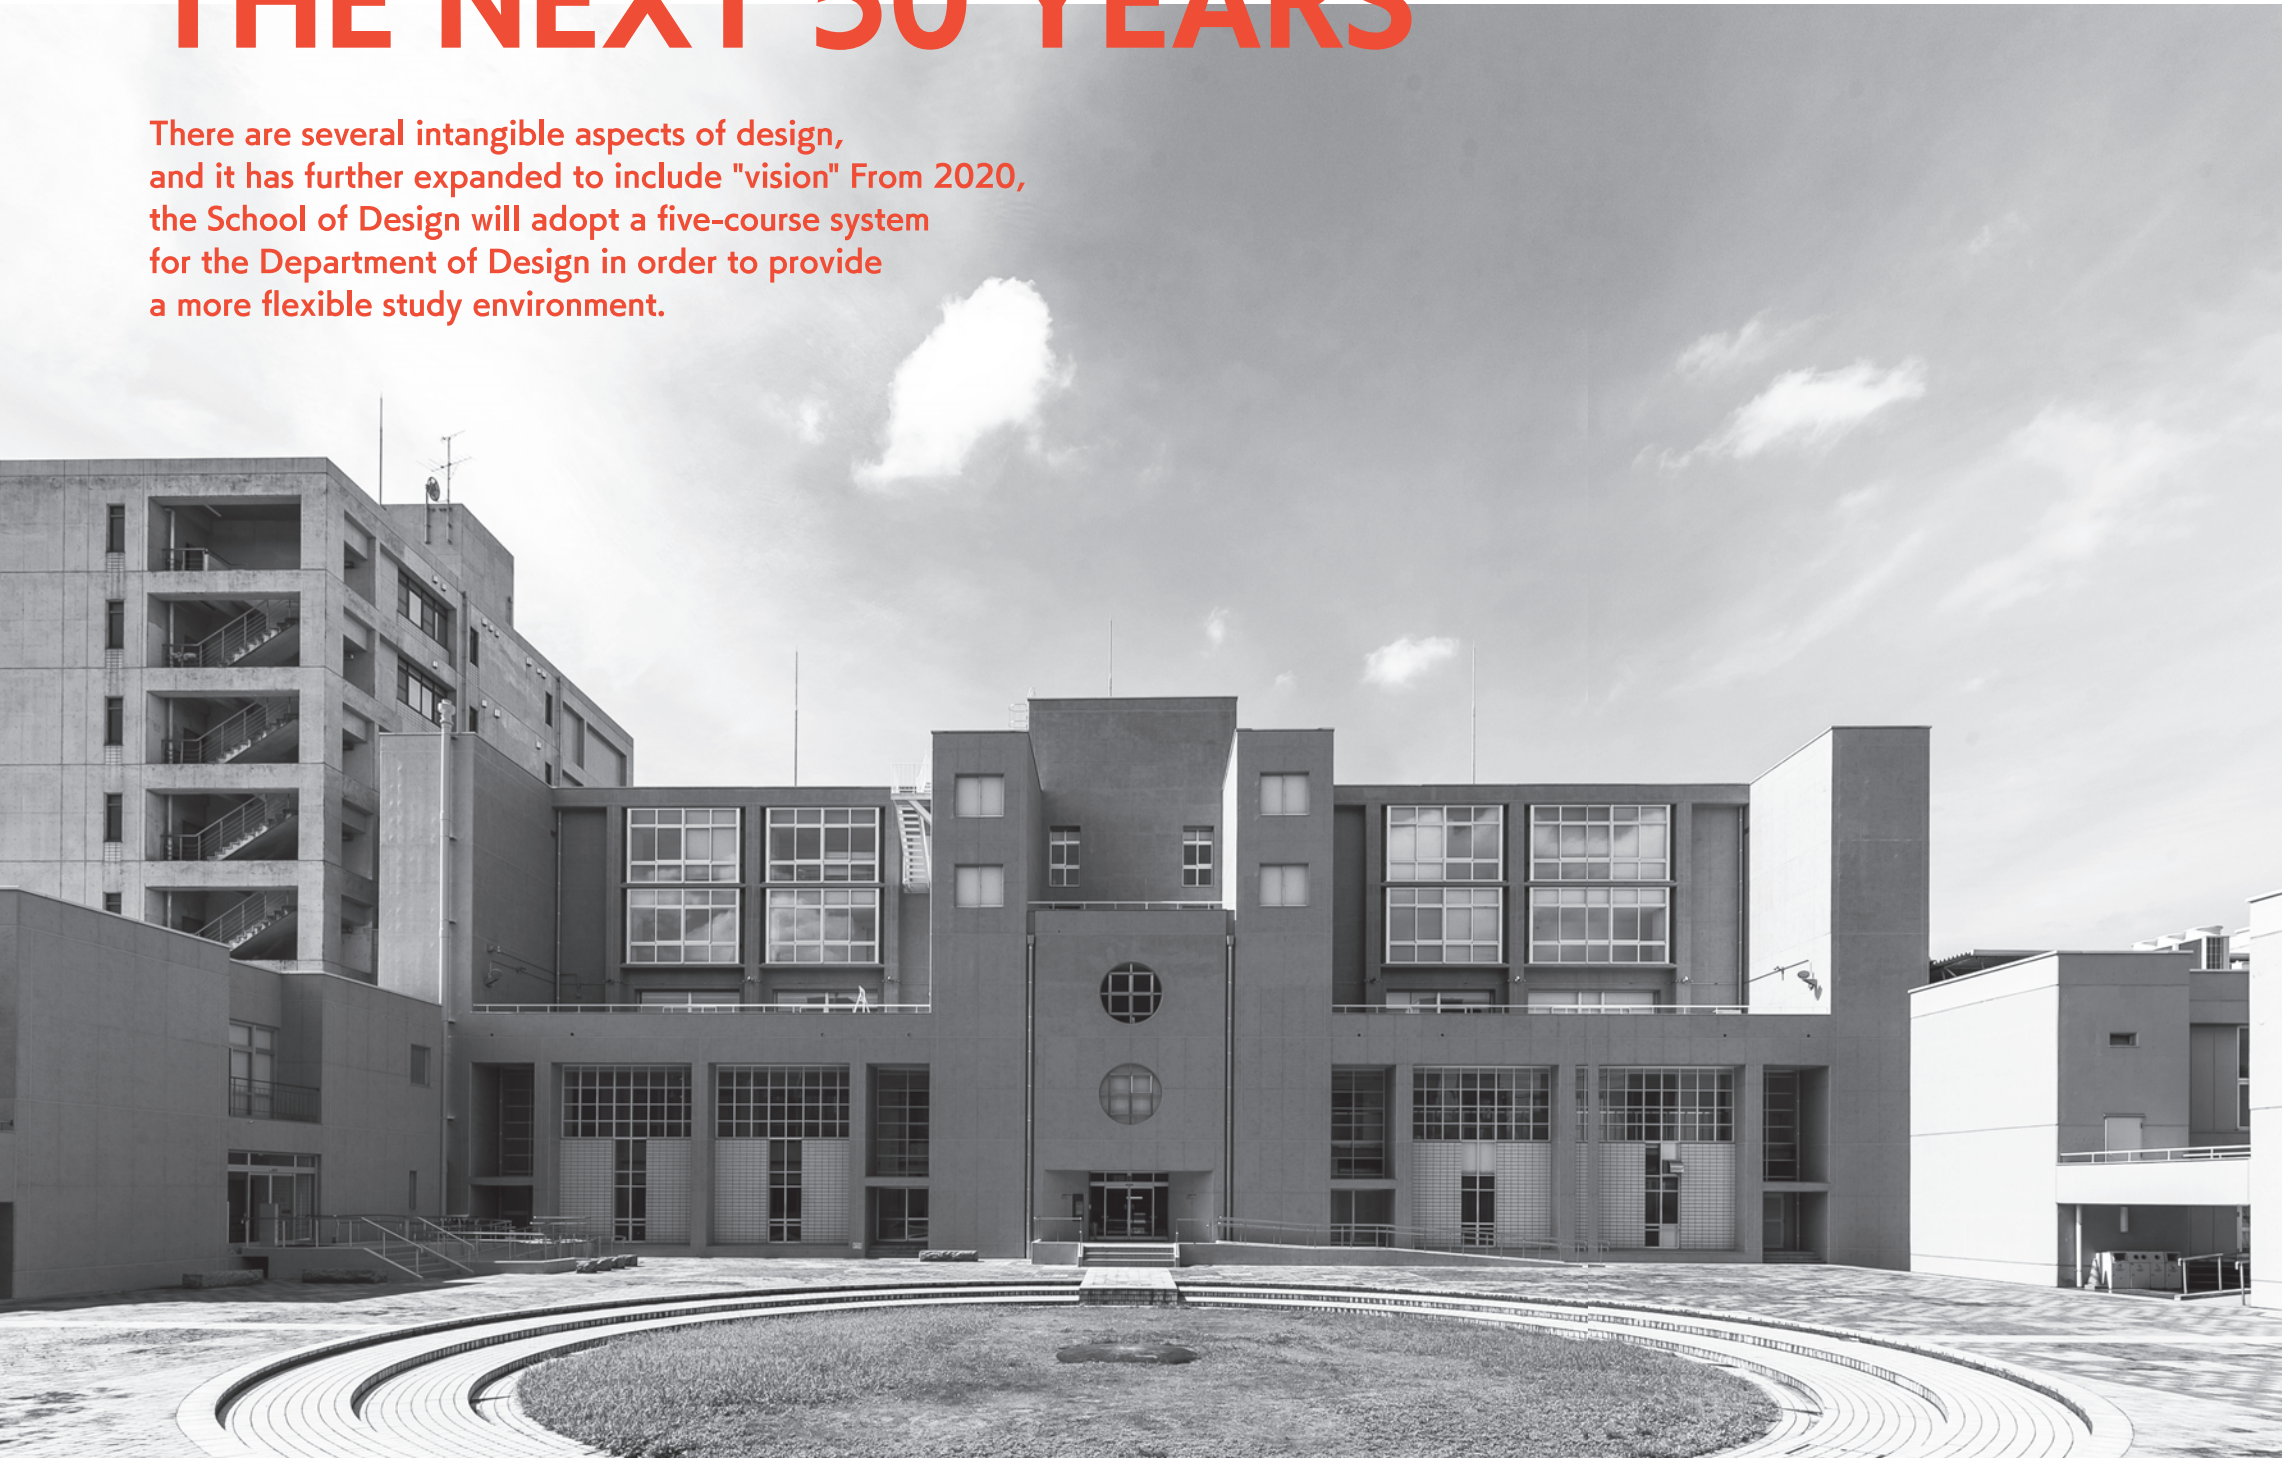 THE NEXT 50 YEARS
There are several intangible aspects of design,
and it has further expanded to include "vision" From 2020,
the School of Design will adopt a five-course system
for the Department of Design in order to provide
a more flexible study environment.